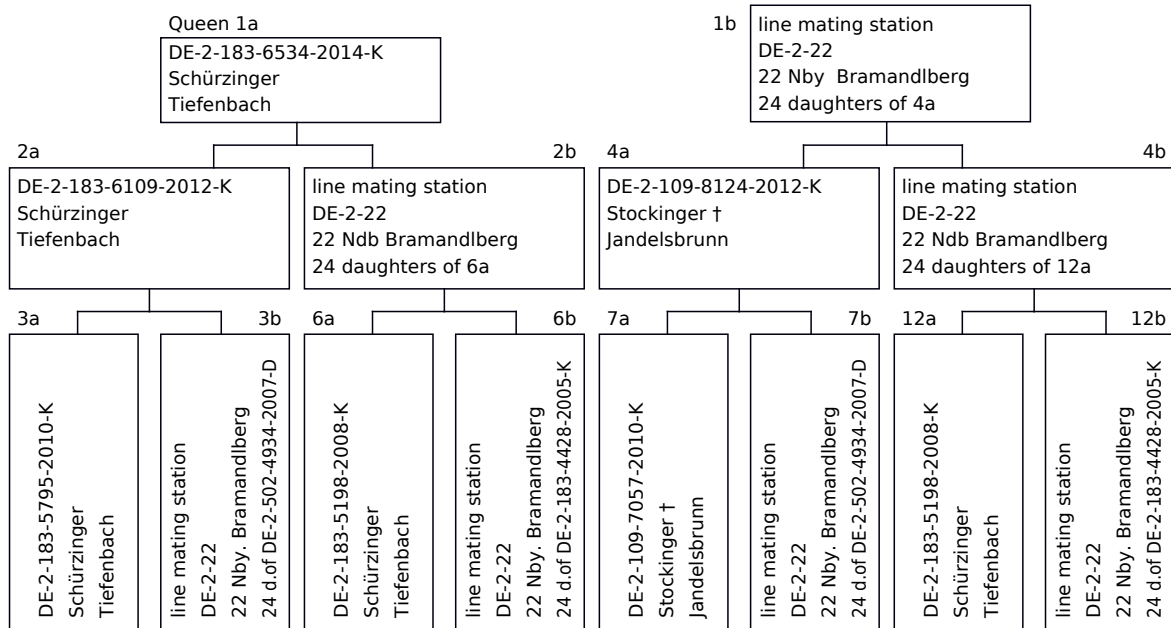 Queen 1a
DE-2-183-6534-2014-K
Schürzinger
Tiefenbach
1b
line mating station
DE-2-22
22 Nby Bramandlberg
24 daughters of 4a
2a
DE-2-183-6109-2012-K
Schürzinger
Tiefenbach
2b
line mating station
DE-2-22
22 Ndb Bramandlberg
24 daughters of 6a
4a
DE-2-109-8124-2012-K
Stockinger †
Jandelsbrunn
4b
line mating station
DE-2-22
22 Ndb Bramandlberg
24 daughters of 12a
3a
DE-2-183-5795-2010-K
Schürzinger
Tiefenbach
3b
line mating station
DE-2-22
22 Nby. Bramandlberg
24 d.of DE-2-502-4934-2007-D
6a
DE-2-183-5198-2008-K
Schürzinger
Tiefenbach
6b
line mating station
DE-2-22
22 Nby. Bramandlberg
24 d.of DE-2-183-4428-2005-K
7a
DE-2-109-7057-2010-K
Stockinger †
Jandelsbrunn
7b
line mating station
DE-2-22
22 Nby. Bramandlberg
24 d.of DE-2-502-4934-2007-D
12a
DE-2-183-5198-2008-K
Schürzinger
Tiefenbach
12b
line mating station
DE-2-22
22 Nby. Bramandlberg
24 d.of DE-2-183-4428-2005-K